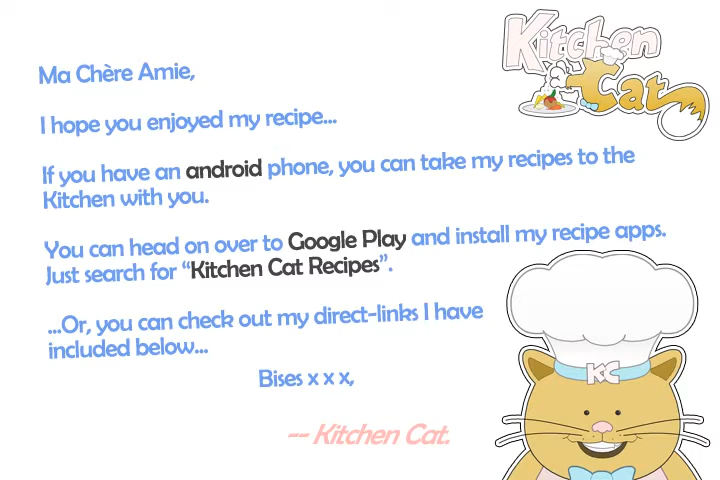 Kitchen
Cat
Ma Chère Amie,
I hope you enjoyed my recipe...
If you have an android phone, you can take my recipes to the
Kitchen with you.
You can head on over to Google Play and install my recipe apps.
Just search for “Kitchen Cat Recipes”.
...Or, you can check out my direct-links I have
included below...
Bises x x x,
-- Kitchen Cat.
KC